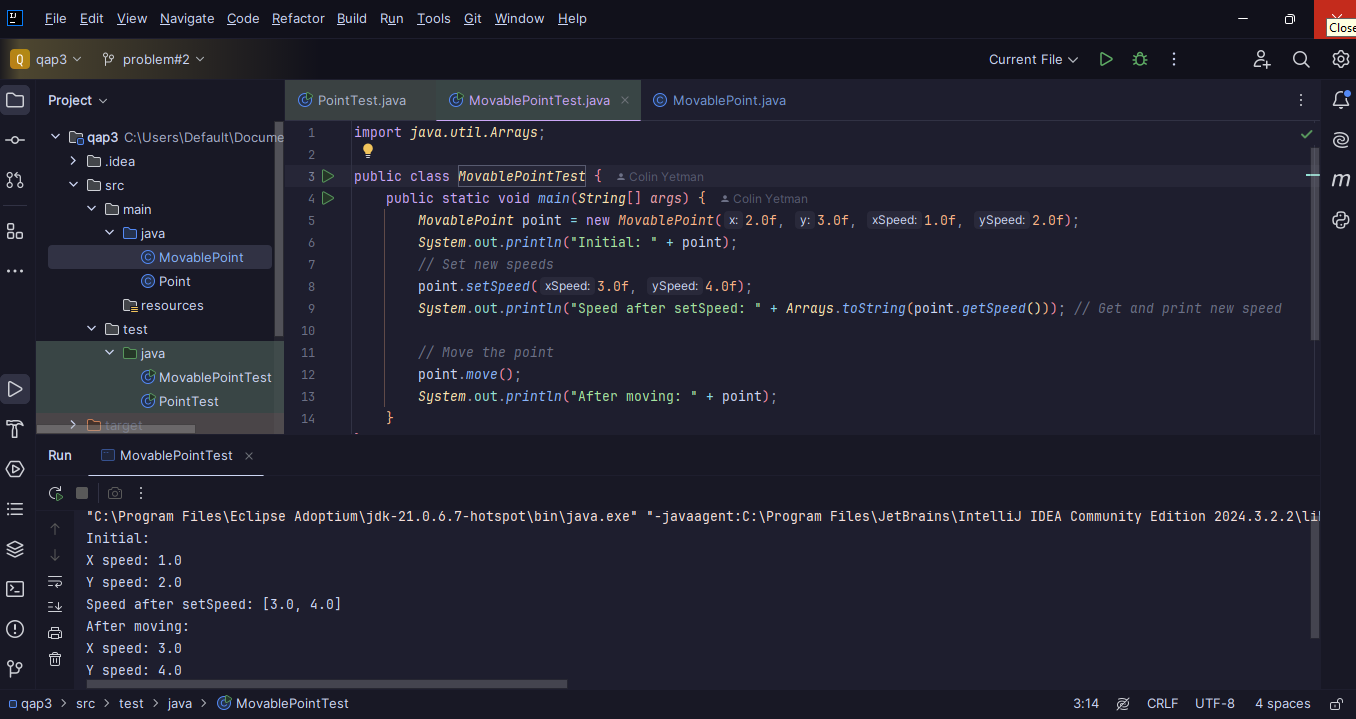 File Edit View Navigate Code Refactor Build Run Tools Git Window Help
Close
Q qap3 problem#2 Current File
Project PointTest.java MovablePointTest.java MovablePoint.java
qap3 C:\Users\Default\Docume
.idea
src
main
java
MovablePoint
Point
resources
test
java
MovablePointTest
PointTest
target
1 import java.util.Arrays;
2
3 public class MovablePointTest { Colin Yetman
4 public static void main(String[] args) { Colin Yetman
5 MovablePoint point = new MovablePoint( x: 2.0f, y: 3.0f, xSpeed: 1.0f, ySpeed: 2.0f);
6 System.out.println("Initial: " + point);
7 // Set new speeds
8 point.setSpeed( xSpeed: 3.0f, ySpeed: 4.0f);
9 System.out.println("Speed after setSpeed: " + Arrays.toString(point.getSpeed())); // Get and print new speed
10
11 // Move the point
12 point.move();
13 System.out.println("After moving: " + point);
14 }
Run MovablePointTest
"C:\Program Files\Eclipse Adoptium\jdk-21.0.6.7-hotspot\bin\java.exe" "-javaagent:C:\Program Files\JetBrains\IntelliJ IDEA Community Edition 2024.3.2.2\li
Initial:
X speed: 1.0
Y speed: 2.0
Speed after setSpeed: [3.0, 4.0]
After moving:
X speed: 3.0
Y speed: 4.0
qap3 > src > test > java > MovablePointTest 3:14 CRLF UTF-8 4 spaces